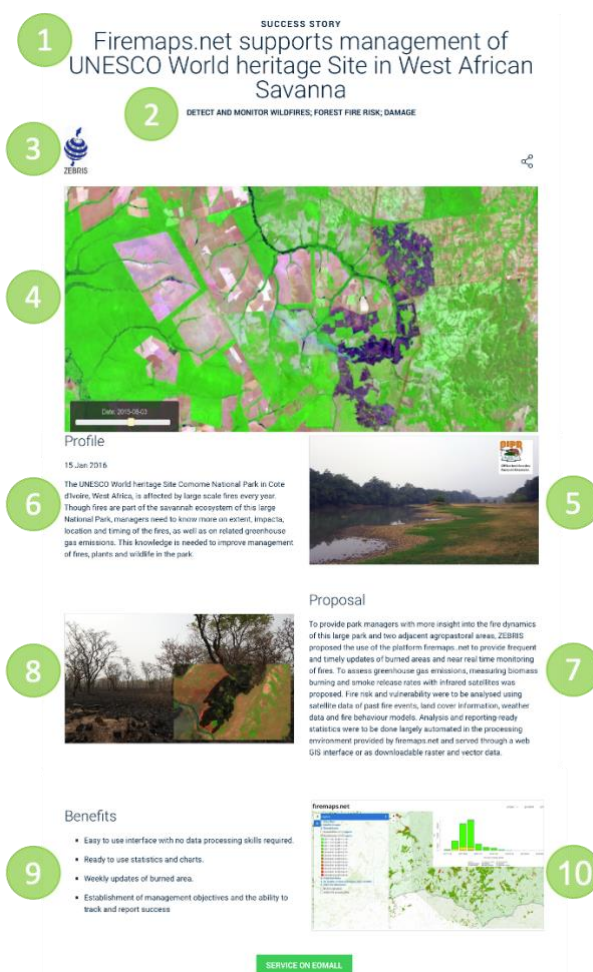 SUCCESS STORY
1
Firemaps.net supports management of
UNESCO World heritage Site in West African
Savanna
2
DETECT AND MONITOR WILDFIRES; FOREST FIRE RISK; DAMAGE
3
ZEBRIS
4
Date: 2015-08-03
Profile
15 Jan 2016
6
The UNESCO World heritage Site Comome National Park in Cote
d'Ivoire, West Africa, is affected by large scale fires every year.
Though fires are part of the savannah ecosystem of this large
National Park, managers need to know more on extent, impacta,
location and timing of the fires, as well as on related greenhouse
gas emissions. This knowledge is needed to improve management
of fires, plants and wildlife in the park
OIPR
5
8
Proposal
To provide park managers with more insight into the fire dynamics
of this large park and two adjacent agropastoral areas, ZEBRIS
proposed the use of the platform firemaps.net to provide frequent
and timely updates of burned areas and near real time monitoring
of fires. To assess greenhouse gas emissions, measuring biomass
burning and smoke release rates with infrared satellites was
proposed. Fire risk and vulnerability were to be analysed using
satellite data of past fire events, land cover information, weather
data and fire behaviour models. Analysis and reporting-ready
statistics were to be done largely automated in the processing
environment provided by firemaps.net and served through a web
GIS interface or as downloadable raster and vector data.
7
9
Benefits
• Easy to use interface with no data processing skills required.
• Ready to use statistics and charts.
• Weekly updates of burned area.
• Establishment of management objectives and the ability to
track and report success
firemaps.net
10
SERVICE ON EOMALL